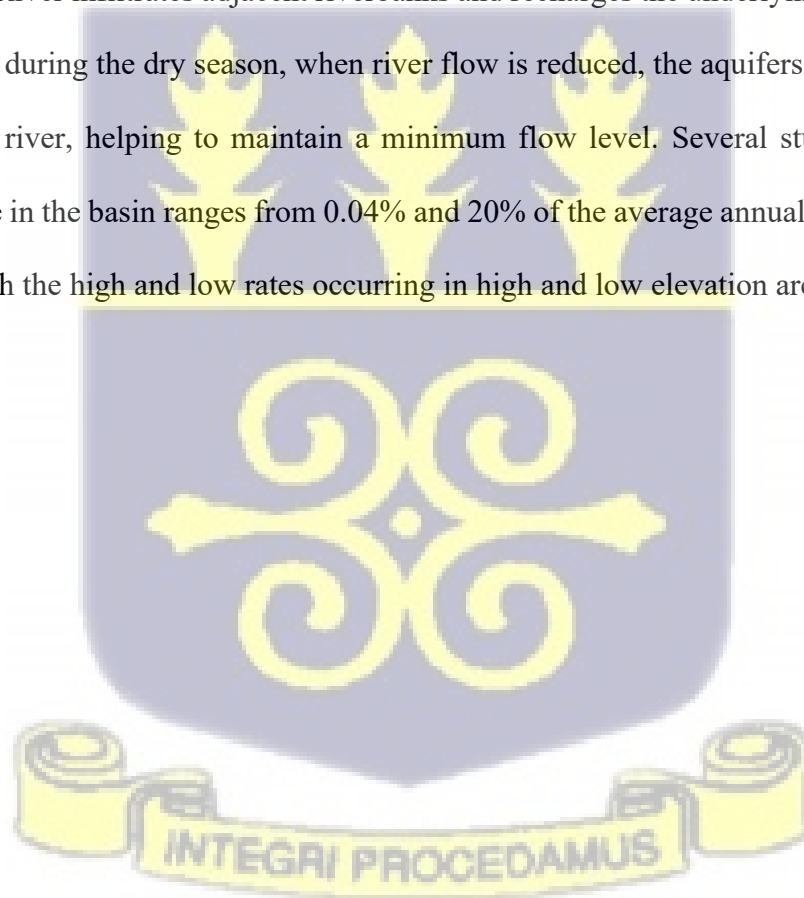 during the dry season, when river flow is reduced, the aquifers
river, helping to maintain a minimum flow level. Several
in the basin ranges from 0.04% and 20% of the average annual
the high and low rates occurring in high and low elevation
INTEGRI PROCEDAMUS